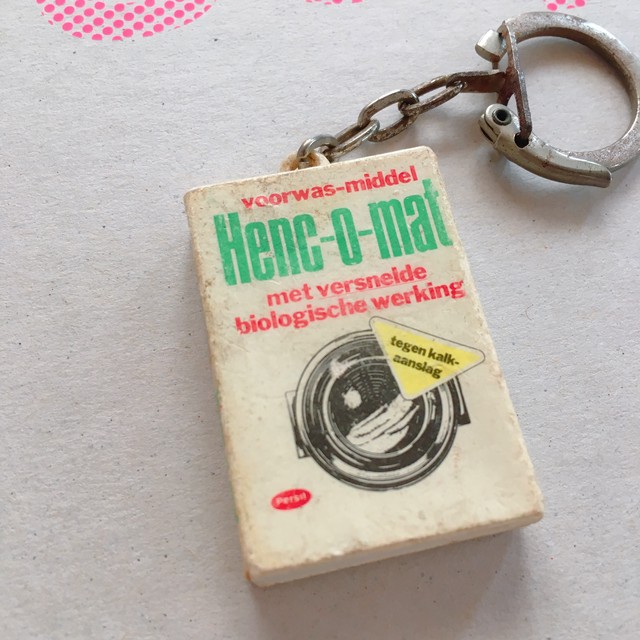 voorwas-middel
Henc-o-mat
met versnelde
biologische werking
tegen kalk-
aanslag
Persil